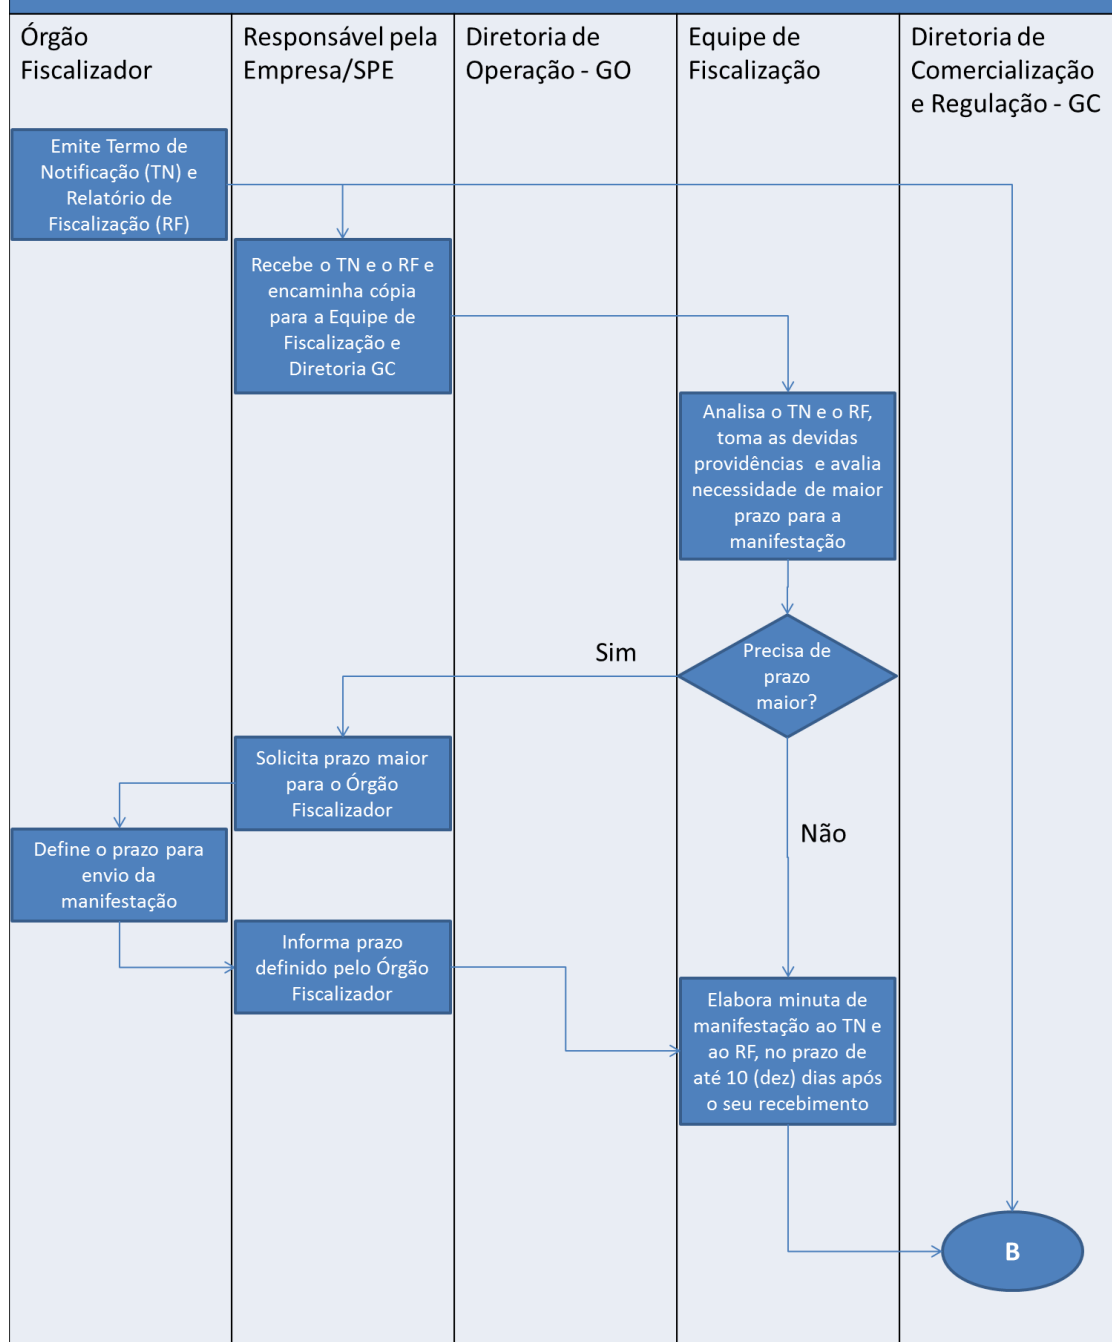 Órgão
Fiscalizador
Responsável pela
Empresa/SPE
Diretoria de
Operação - GO
Equipe de
Fiscalização
Diretoria de
Comercialização
e Regulação - GC
Emite Termo de
Notificação (TN) e
Relatório de
Fiscalização (RF)
Recebe o TN e o RF e
encaminha cópia
para a Equipe de
Fiscalização e
Diretoria GC
Analisa o TN e o RF,
toma as devidas
providências e avalia
necessidade de maior
prazo para a
manifestação
Sim
Precisa de
prazo
maior?
Solicita prazo maior
para o Órgão
Fiscalizador
Não
Define o prazo para
envio da
manifestação
Informa prazo
definido pelo Órgão
Fiscalizador
Elabora minuta de
manifestação ao TN e
ao RF, no prazo de
até 10 (dez) dias após
o seu recebimento
B